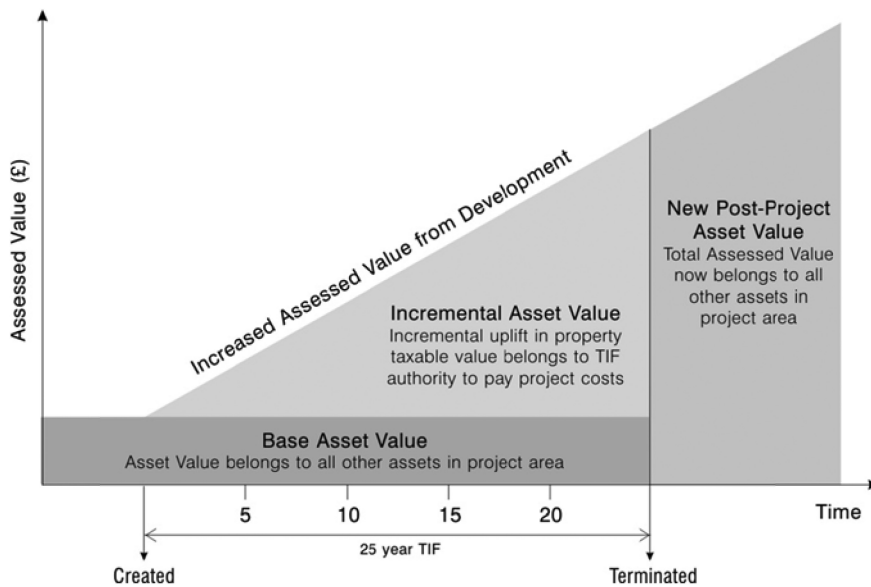 Assessed Value (£)
Increased Assessed Value from Development
New Post-Project
Asset Value
Total Assessed Value
now belongs to all
other assets in
project area
Incremental Asset Value
Incremental uplift in property
taxable value belongs to TIF
authority to pay project costs
Base Asset Value
Asset Value belongs to all other assets in project area
5
10
15
20
Time
25 year TIF
Created
Terminated